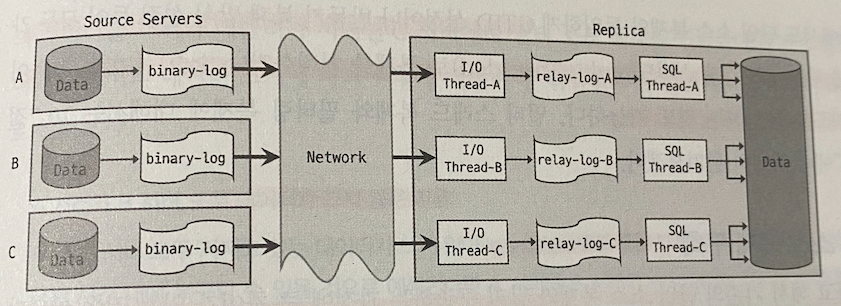 Source Servers
Replica
A
Data
binary-log
I/O
Thread-A
relay-log-A
SQL
Thread-A
B
Data
binary-log
Network
I/O
Thread-B
relay-log-B
SQL
Thread-B
Data
C
Data
binary-log
I/O
Thread-C
relay-log-C
SQL
Thread-C